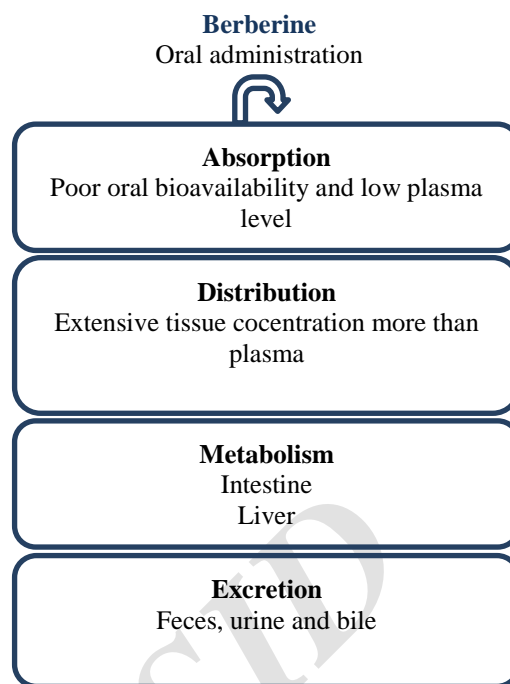 Berberine
Oral administration
Absorption
Poor oral bioavailability and low plasma
level
Distribution
Extensive tissue cocentration more than
plasma
Metabolism
Intestine
Liver
Excretion
Feces, urine and bile
SID